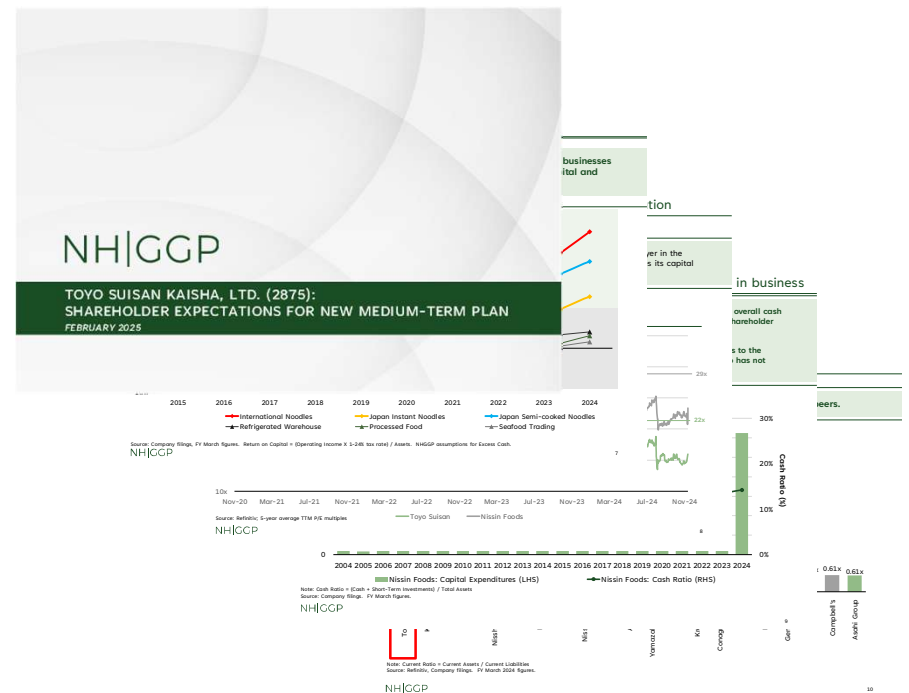 NH|GGP
TOYO SUISAN KAISHA, LTD. (2875):
SHAREHOLDER EXPECTATIONS FOR NEW MEDIUM-TERM PLAN
FEBRUARY 2025
businesses
ital and
2015 2016 2017 2018 2019 2020 2021 2022 2023 2024
International Noodles Japan Instant Noodles Japan Semi-cooked Noodles
Refrigerated Warehouse Processed Food Seafood Trading
Source: Company filings, FY March figures. Return on Capital = (Operating Income X 1-24% tax rate) / Assets. NHGGP assumptions for Excess Cash.
NH|GGP
7
tion
yer in the
s its capital
28x
22x
10x
Nov-20 Mar-21 Jul-21 Nov-21 Mar-22 Jul-22 Nov-22 Mar-23 Jul-23 Nov-23 Mar-24 Jul-24 Nov-24
Toyo Suisan Nissin Foods
Source: Refinitiv; 5-year average TTM P/E multiples
NH|GGP
8
in business
overall cash
hareholder
s to the
has not
30%
20%
10%
0%
Cash Ratio (%)
0
2004 2005 2006 2007 2008 2009 2010 2011 2012 2013 2014 2015 2016 2017 2018 2019 2020 2021 2022 2023 2024
Nissin Foods: Capital Expenditures (LHS) Nissin Foods: Cash Ratio (RHS)
Note: Cash Ratio = (Cash + Short-Term Investments) / Total Assets
Source: Company filings. FY March figures.
NH|GGP
9
eers.
0.61x 0.61x
To
Nissh
Niss
Yamazal
Kn
Conag
Ger
Campbell's
Asahi Group
Note: Current Ratio = Current Assets / Current Liabilities
Source: Refinitiv, Company filings. FY March 2024 figures.
NH|GGP
10